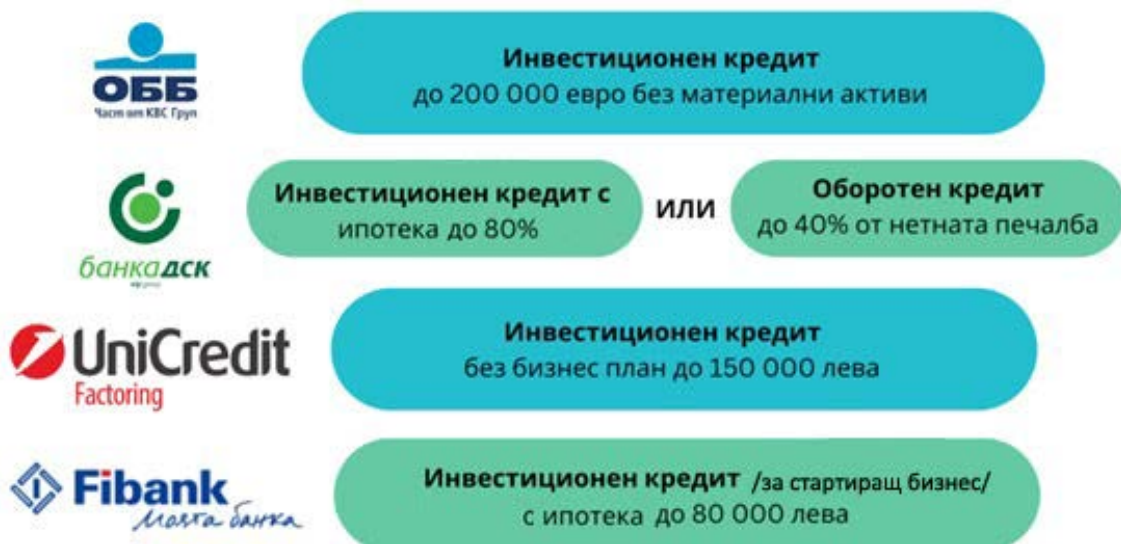 ОББ
Част от КВС Груп
Инвестиционен кредит
до 200 000 евро без материални активи
банкадск
Инвестиционен кредит с
ипотека до 80%
или
Оборотен кредит
до 40% от нетната печалба
UniCredit
Factoring
Инвестиционен кредит
без бизнес план до 150 000 лева
Fibank
Моята банка
Инвестиционен кредит /за стартиращ бизнес/
с ипотека до 80 000 лева